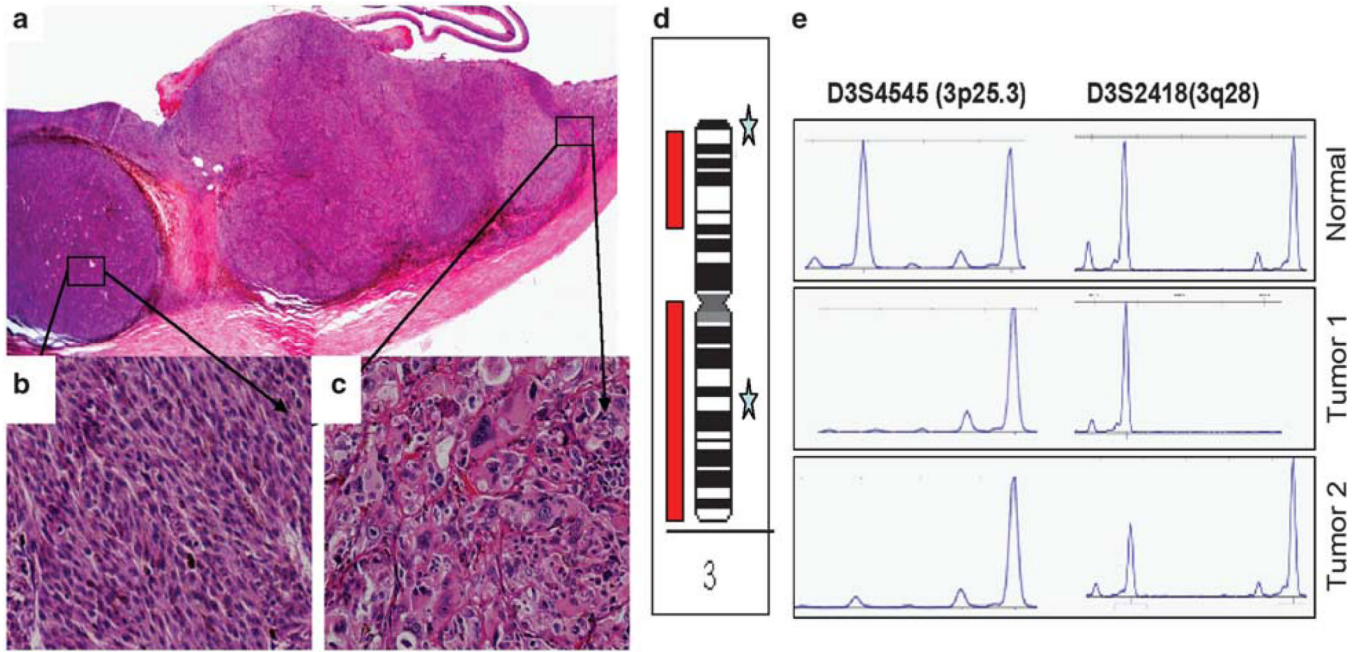 a
b
c
d
3
e
D3S4545 (3p25.3)
D3S2418(3q28)
Normal
Tumor 1
Tumor 2